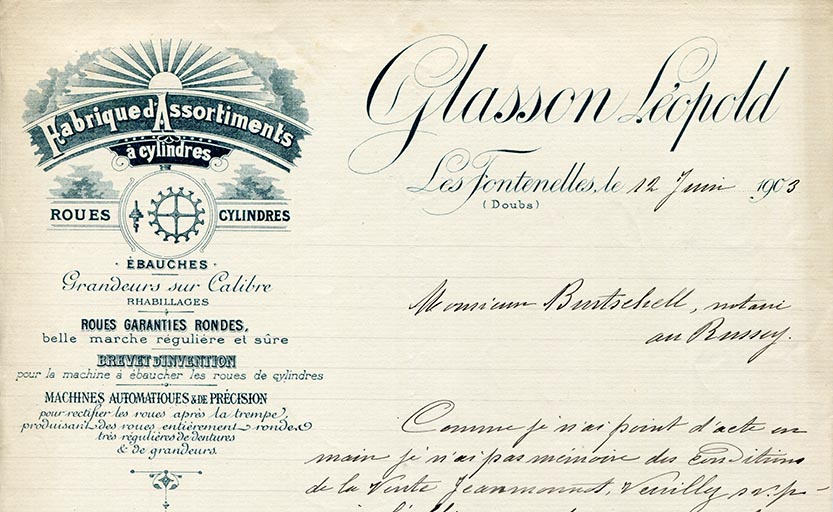 Fabrique d'Assortiments
à cylindres
ROUES CYLINDRES
ÉBAUCHES
Grandeurs sur Calibre
RHABILLAGES
ROUES GARANTIES RONDES,
belle marche régulière et sûre
BREVET D'INVENTION
pour la machine à ébaucher les roues de cylindres
MACHINES AUTOMATIQUES & DE PRÉCISION
pour rectifier les roues après la trempe,
produisant des roues entièrement rondes
très régulières de dentures
& de grandeurs.
Glasson Léopold
Les Fontenelles, le 12 Juin 1903
(Doubs)
Monsieur Burtschell, notaire
au Russey.
Comme je n'ai point d'acte en
main je n'ai pas mémoire des conditions
de la Vente Jeanmonnot, Veuilly s.v.p.